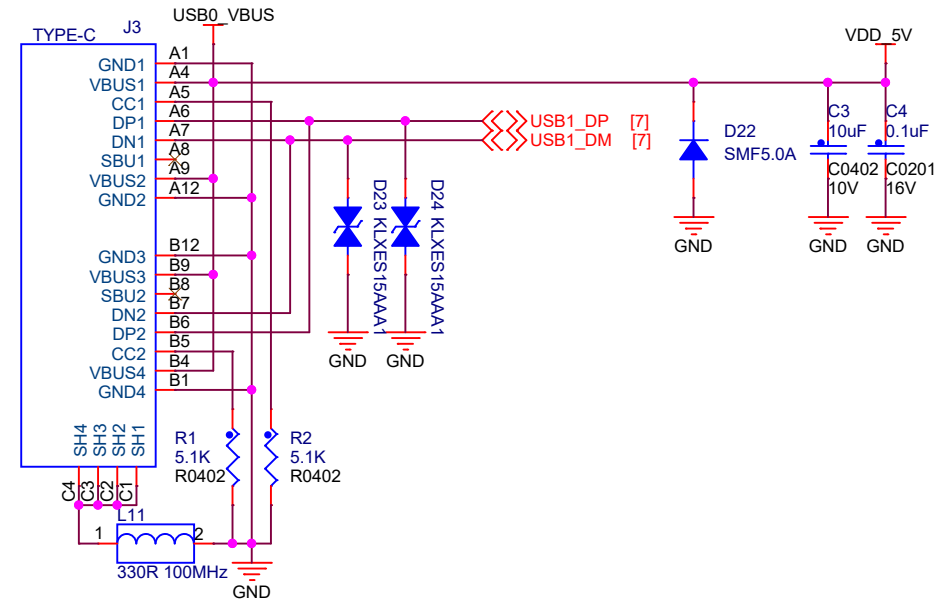 USB0_VBUS
TYPE-C
J3
VDD_5V
GND1
A1
VBUS1
A4
CC1
A5
DP1
A6
DN1
A7
SBU1
A8
VBUS2
A9
GND2
A12
GND3
B12
VBUS3
B9
SBU2
B8
DN2
B7
DP2
B6
CC2
B5
VBUS4
B4
GND4
B1
SH4
SH3
SH2
SH1
C4
C3
C2
C1
USB1_DP [7]
USB1_DM [7]
D23 KLXES15AAA1
D24 KLXES15AAA1
GND
GND
D22
SMF5.0A
GND
C3
10uF
C0402
10V
GND
C4
0.1uF
C0201
16V
GND
R1
5.1K
R0402
R2
5.1K
R0402
L11
1
2
330R 100MHz
GND